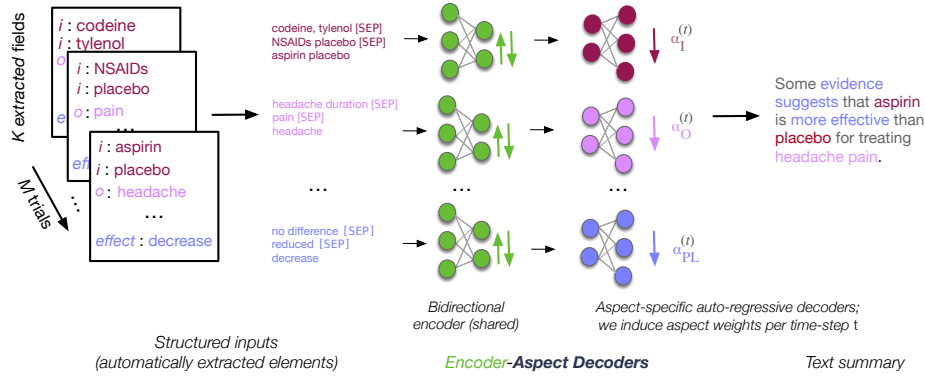 K extracted fields
M trials
i : codeine
i : tylenol
o
effe
i : NSAIDs
i : placebo
o : pain
...
effe
i : aspirin
i : placebo
o : headache
...
effect : decrease
...
codeine, tylenol [SEP]
NSAIDs placebo [SEP]
aspirin placebo
headache duration [SEP]
pain [SEP]
headache
...
no difference [SEP]
reduced [SEP]
decrease
...
...
α_I^(t)
α_O^(t)
α_PL^(t)
Some evidence
suggests that aspirin
is more effective than
placebo for treating
headache pain.
Bidirectional
encoder (shared)
Aspect-specific auto-regressive decoders;
we induce aspect weights per time-step t
Structured inputs
(automatically extracted elements)
Encoder-Aspect Decoders
Text summary